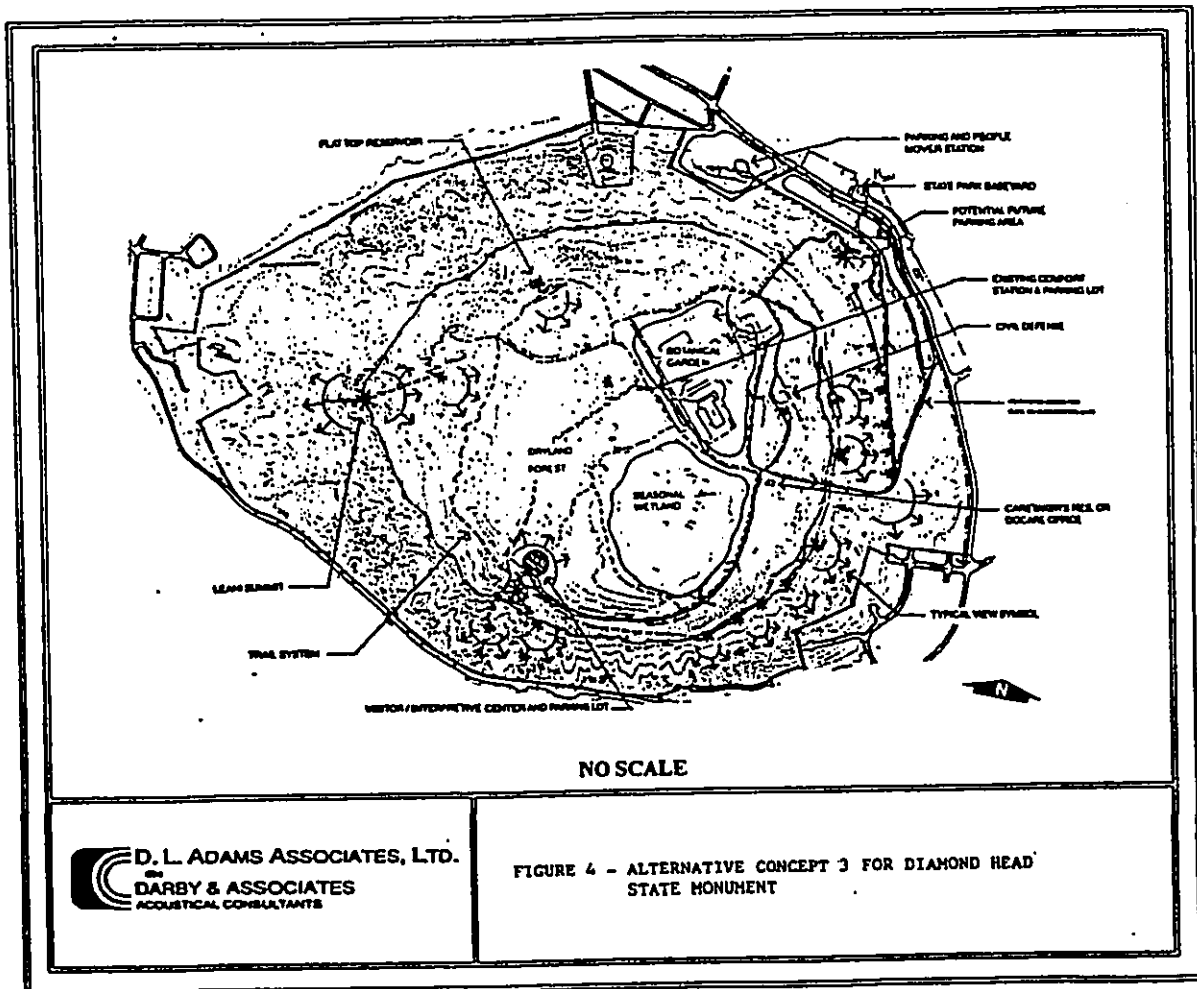 FLAT TOP RESERVOIR
PARKING AND PEOPLE
MOVER STATION
STATE PARK BASEYARD
POTENTIAL FUTURE
PARKING AREA
EXISTING COMFORT
STATION & PARKING LOT
CIVIL DEFENSE
BOTANICAL
GARDEN
DRYLAND
FOREST
SEASONAL
WETLAND
CARETAKER'S RES. OR
DOCARE OFFICE
LEAHI SUMMIT
TYPICAL VIEW SYMBOL
TRAIL SYSTEM
VISITOR / INTERPRETIVE CENTER AND PARKING LOT
N
NO SCALE
D. L. ADAMS ASSOCIATES, LTD.
DARBY & ASSOCIATES
ACOUSTICAL CONSULTANTS
FIGURE 4 - ALTERNATIVE CONCEPT 3 FOR DIAMOND HEAD
STATE MONUMENT